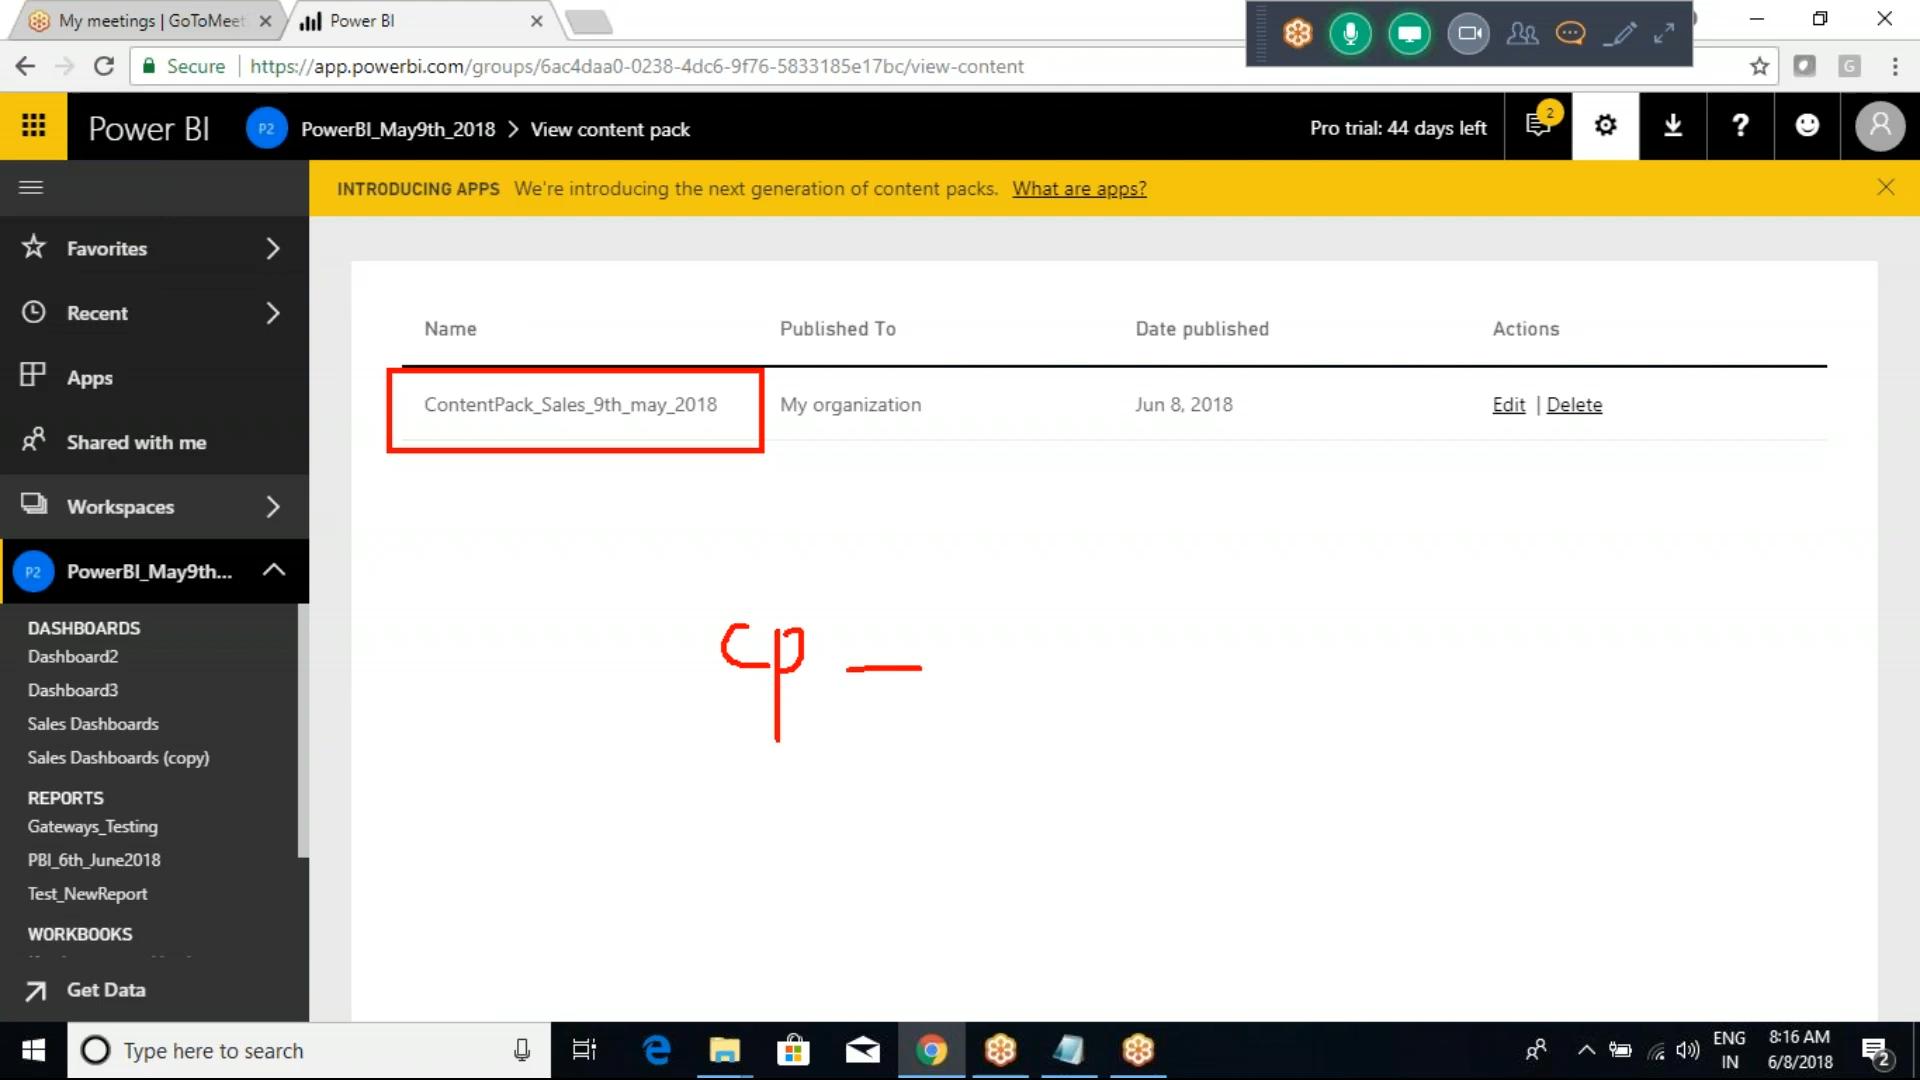 My meetings | GoToMeet
Power BI
Secure
https://app.powerbi.com/groups/6ac4daa0-0238-4dc6-9f76-5833185e17bc/view-content
G
Power BI
P2
PowerBI_May9th_2018 > View content pack
Pro trial: 44 days left
2
?
INTRODUCING APPS We're introducing the next generation of content packs. What are apps?
Favorites
Recent
Apps
Shared with me
Workspaces
P2 PowerBI_May9th...
DASHBOARDS
Dashboard2
Dashboard3
Sales Dashboards
Sales Dashboards (copy)
REPORTS
Gateways_Testing
PBI_6th_June2018
Test_NewReport
WORKBOOKS
Get Data
Name Published To Date published Actions
ContentPack_Sales_9th_may_2018 My organization Jun 8, 2018 Edit | Delete
cp _
Type here to search
ENG
IN
8:16 AM
6/8/2018
2